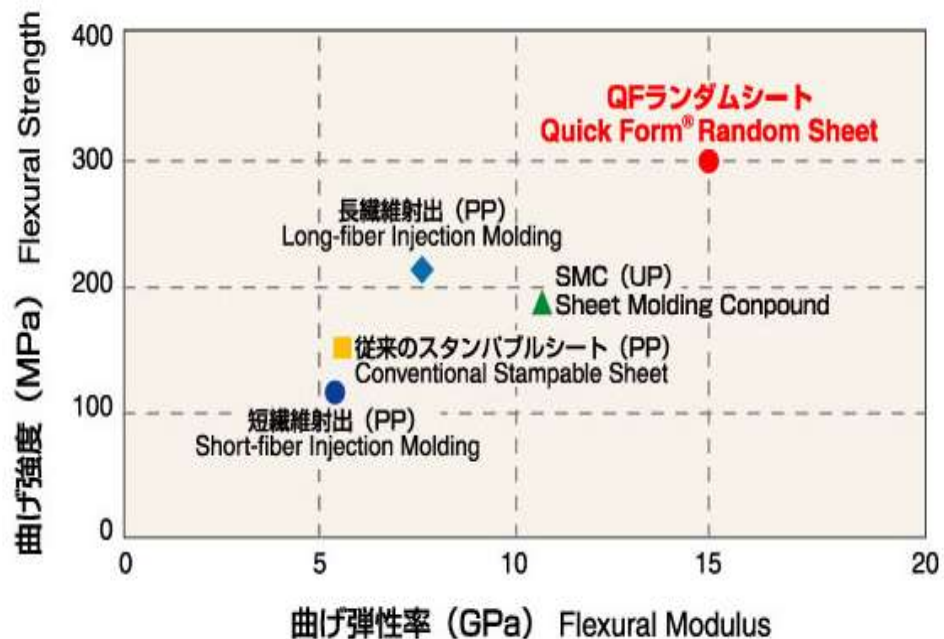 曲げ強度（MPa） Flexural Strength
400
300
200
100
0
QFランダムシート
Quick Form® Random Sheet
長繊維射出（PP）
Long-fiber Injection Molding
SMC（UP）
Sheet Molding Conpound
従来のスタンパブルシート（PP）
Conventional Stampable Sheet
短繊維射出（PP）
Short-fiber Injection Molding
0
5
10
15
20
曲げ弾性率（GPa） Flexural Modulus